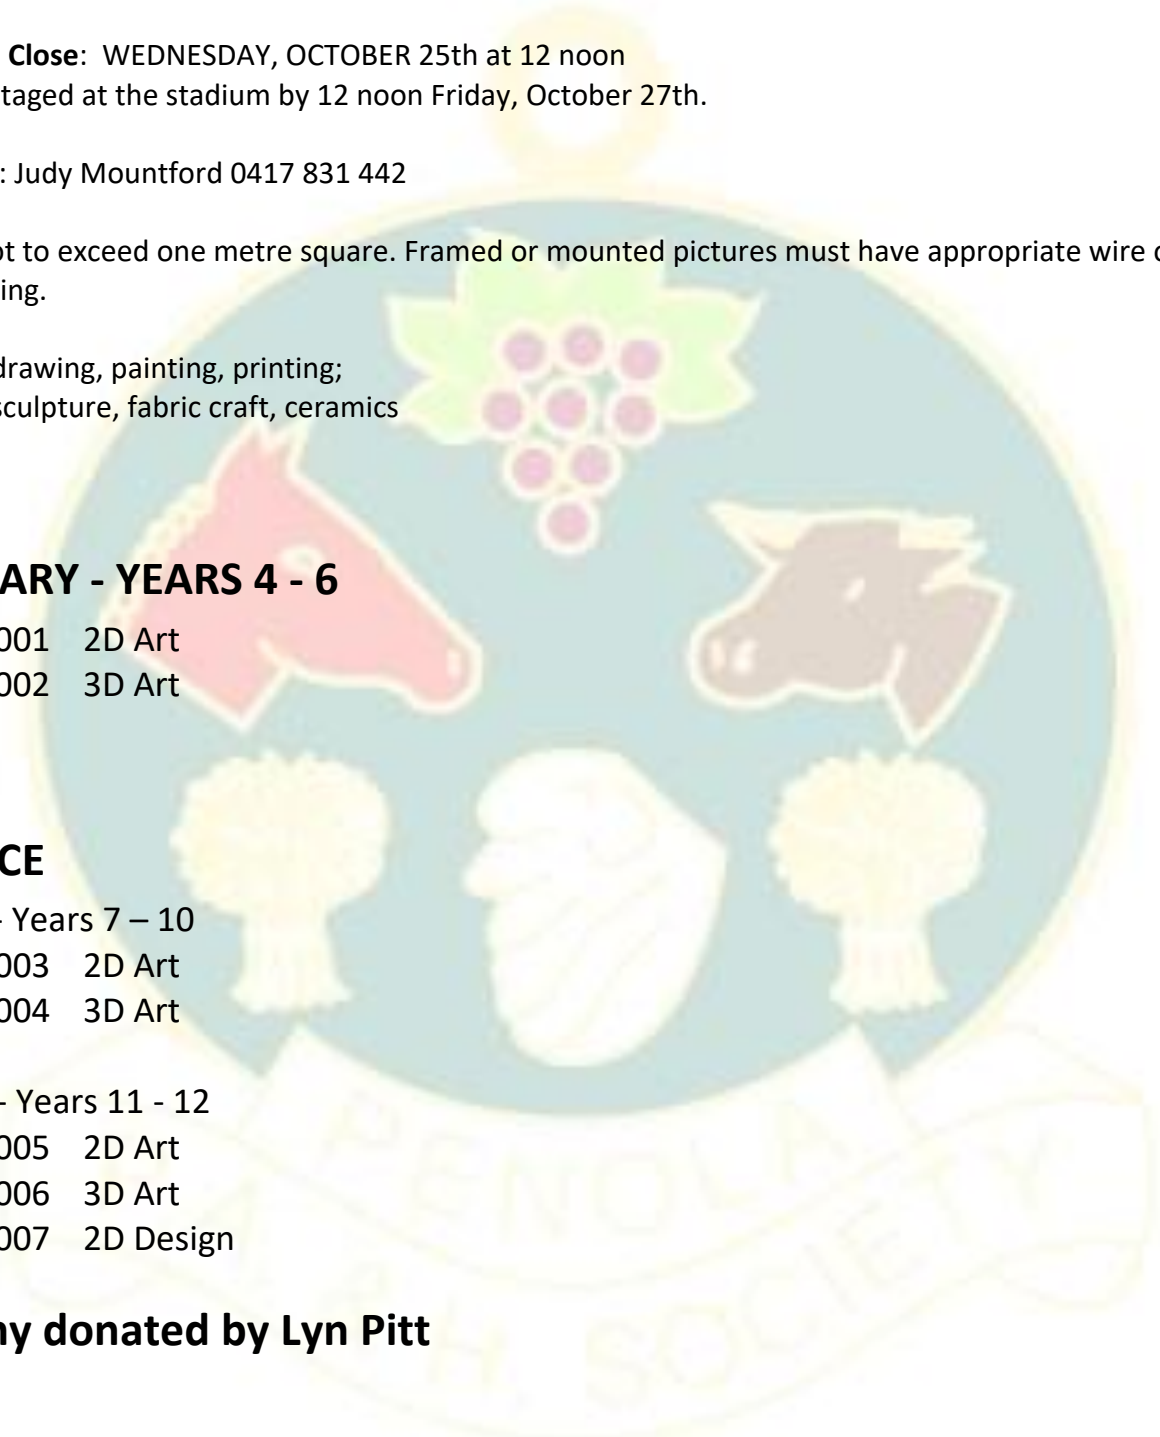 Close: WEDNESDAY, OCTOBER 25th at 12 noon
taged at the stadium by 12 noon Friday, October 27th.
: Judy Mountford 0417 831 442
ot to exceed one metre square. Framed or mounted pictures must have appropriate wire o
ing.
drawing, painting, printing;
sculpture, fabric craft, ceramics
ARY - YEARS 4 - 6
001 2D Art
002 3D Art
CE
- Years 7 – 10
003 2D Art
004 3D Art
- Years 11 - 12
005 2D Art
006 3D Art
007 2D Design
ny donated by Lyn Pitt
PENOLA
A. & H. SOCIETY